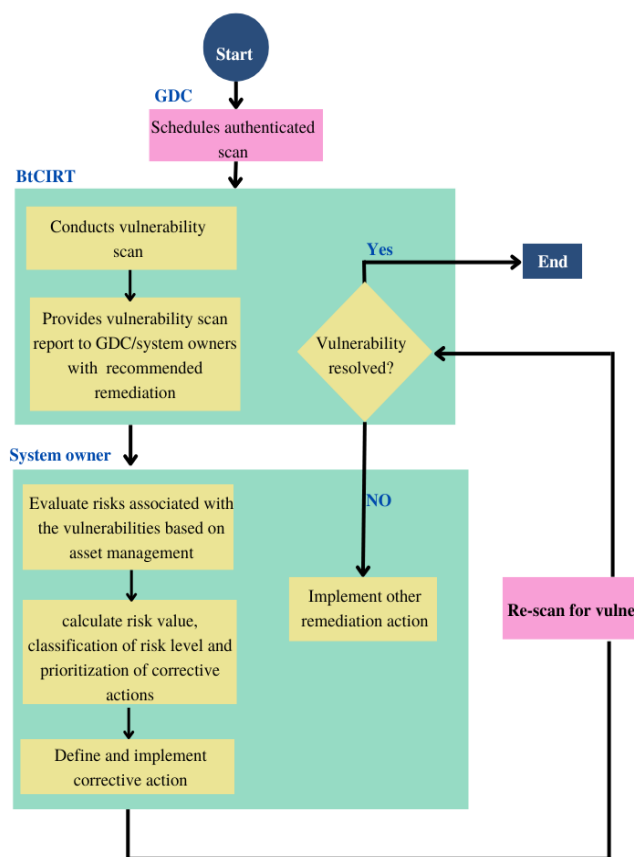 Start
GDC
Schedules authenticated
scan
BtCIRT
Conducts vulnerability
scan
Provides vulnerability scan
report to GDC/system owners
with recommended
remediation
Yes
End
Vulnerability
resolved?
System owner
Evaluate risks associated with
the vulnerabilities based on
asset management
NO
calculate risk value,
classification of risk level and
prioritization of corrective
actions
Implement other
remediation action
Re-scan for vulne
Define and implement
corrective action